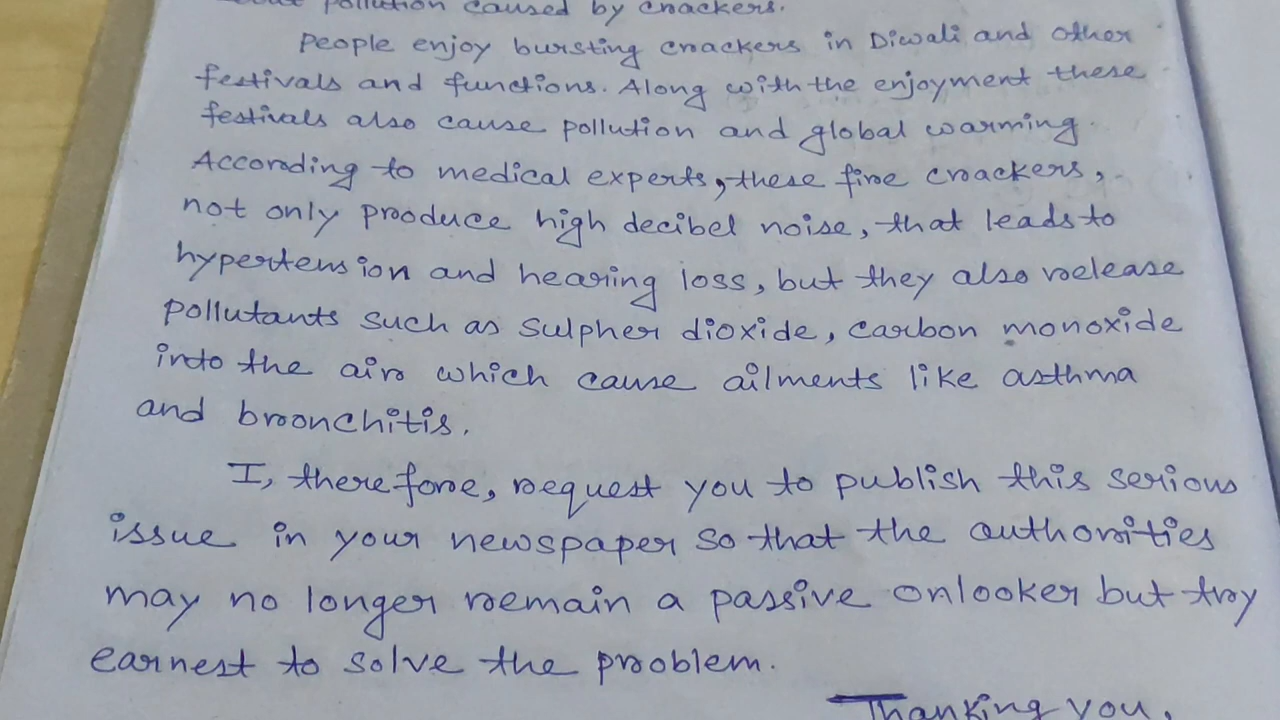 pollution caused by crackers.
People enjoy bursting crackers in Diwali and other
festivals and functions. Along with the enjoyment these
festivals also cause pollution and global warming.
According to medical experts, these fire crackers,
not only produce high decibel noise, that leads to
hypertension and hearing loss, but they also release
pollutants such as sulpher dioxide, carbon monoxide
into the air which cause ailments like asthma
and bronchitis.
I, therefore, request you to publish this serious
issue in your newspaper so that the authorities
may no longer remain a passive onlooker but try
earnest to solve the problem.
Thanking you,